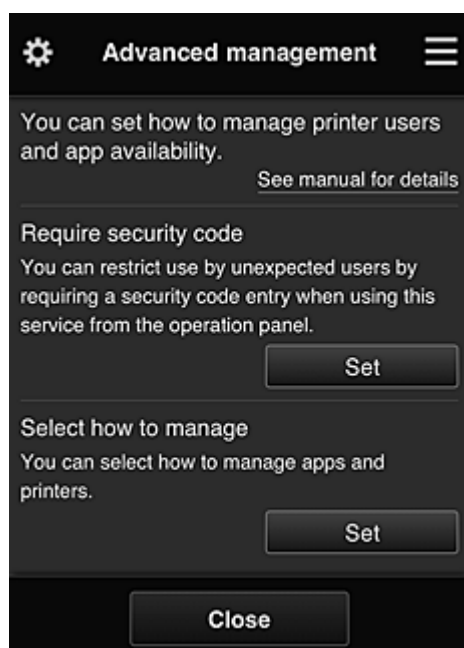 Advanced management
You can set how to manage printer users
and app availability.
See manual for details
Require security code
You can restrict use by unexpected users by
requiring a security code entry when using this
service from the operation panel.
Set
Select how to manage
You can select how to manage apps and
printers.
Set
Close